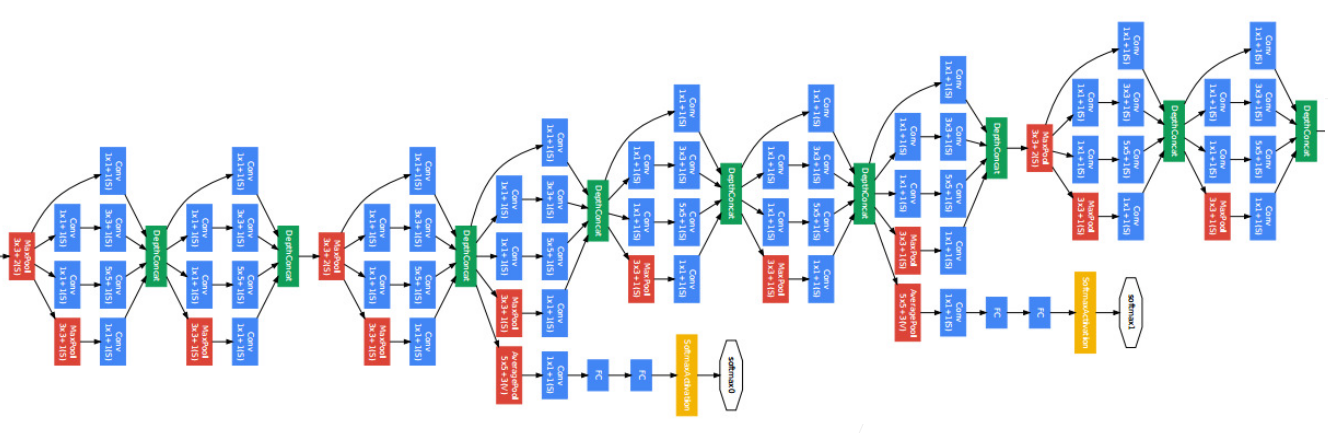 MaxPool
3x3+2(S)
Conv
1x1+1(S)
Conv
1x1+1(S)
Conv
3x3+1(S)
Conv
1x1+1(S)
Conv
5x5+1(S)
MaxPool
3x3+1(S)
Conv
1x1+1(S)
DepthConcat
Conv
1x1+1(S)
Conv
1x1+1(S)
Conv
3x3+1(S)
Conv
1x1+1(S)
Conv
5x5+1(S)
MaxPool
3x3+1(S)
Conv
1x1+1(S)
DepthConcat
MaxPool
3x3+2(S)
Conv
1x1+1(S)
Conv
1x1+1(S)
Conv
3x3+1(S)
Conv
1x1+1(S)
Conv
5x5+1(S)
MaxPool
3x3+1(S)
Conv
1x1+1(S)
DepthConcat
Conv
1x1+1(S)
Conv
1x1+1(S)
Conv
3x3+1(S)
Conv
1x1+1(S)
Conv
5x5+1(S)
MaxPool
3x3+1(S)
Conv
1x1+1(S)
AveragePool
5x5+3(V)
Conv
1x1+1(S)
FC
FC
SoftmaxActivation
softmax0
DepthConcat
Conv
1x1+1(S)
Conv
1x1+1(S)
Conv
3x3+1(S)
Conv
1x1+1(S)
Conv
5x5+1(S)
MaxPool
3x3+1(S)
Conv
1x1+1(S)
DepthConcat
Conv
1x1+1(S)
Conv
1x1+1(S)
Conv
3x3+1(S)
Conv
1x1+1(S)
Conv
5x5+1(S)
MaxPool
3x3+1(S)
Conv
1x1+1(S)
DepthConcat
Conv
1x1+1(S)
Conv
1x1+1(S)
Conv
3x3+1(S)
Conv
1x1+1(S)
Conv
5x5+1(S)
MaxPool
3x3+1(S)
Conv
1x1+1(S)
AveragePool
5x5+3(V)
Conv
1x1+1(S)
FC
FC
SoftmaxActivation
softmax1
DepthConcat
MaxPool
3x3+2(S)
Conv
1x1+1(S)
Conv
1x1+1(S)
Conv
3x3+1(S)
Conv
1x1+1(S)
Conv
5x5+1(S)
MaxPool
3x3+1(S)
Conv
1x1+1(S)
DepthConcat
Conv
1x1+1(S)
Conv
1x1+1(S)
Conv
3x3+1(S)
Conv
1x1+1(S)
Conv
5x5+1(S)
MaxPool
3x3+1(S)
Conv
1x1+1(S)
DepthConcat